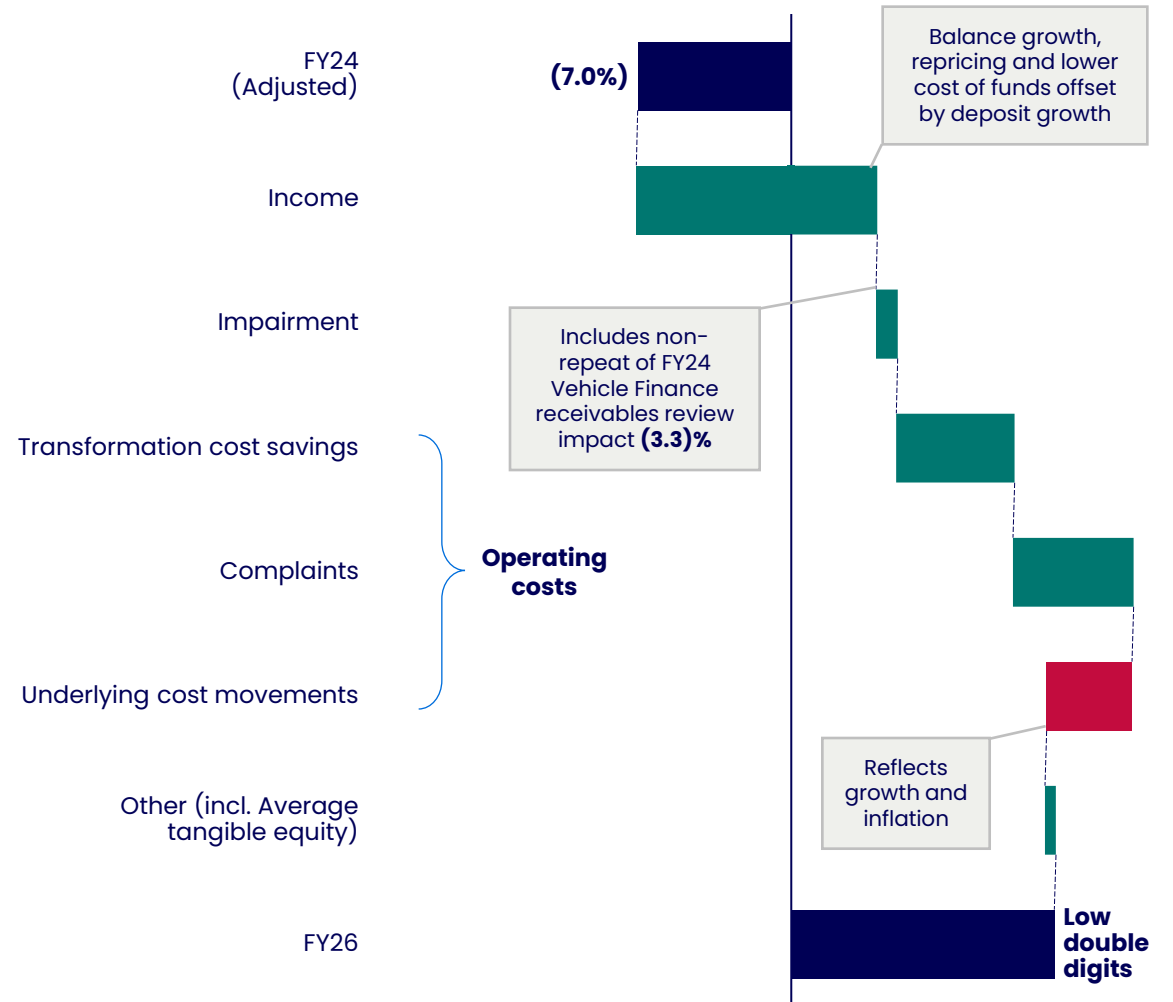 FY24
(Adjusted)
(7.0%)
Balance growth,
repricing and lower
cost of funds offset
by deposit growth
Income
Impairment
Includes non-
repeat of FY24
Vehicle Finance
receivables review
impact (3.3)%
Transformation cost savings
Complaints
Operating
costs
Underlying cost movements
Reflects
growth and
inflation
Other (incl. Average
tangible equity)
FY26
Low
double
digits